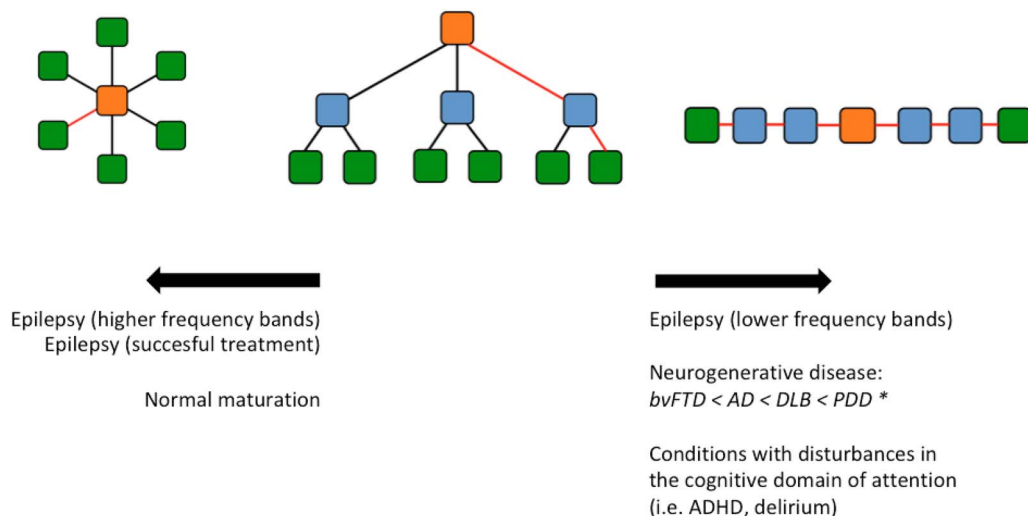 Epilepsy (higher frequency bands)
Epilepsy (succesful treatment)
Normal maturation
Epilepsy (lower frequency bands)
Neurogenerative disease:
bvFTD < AD < DLB < PDD *
Conditions with disturbances in
the cognitive domain of attention
(i.e. ADHD, delirium)